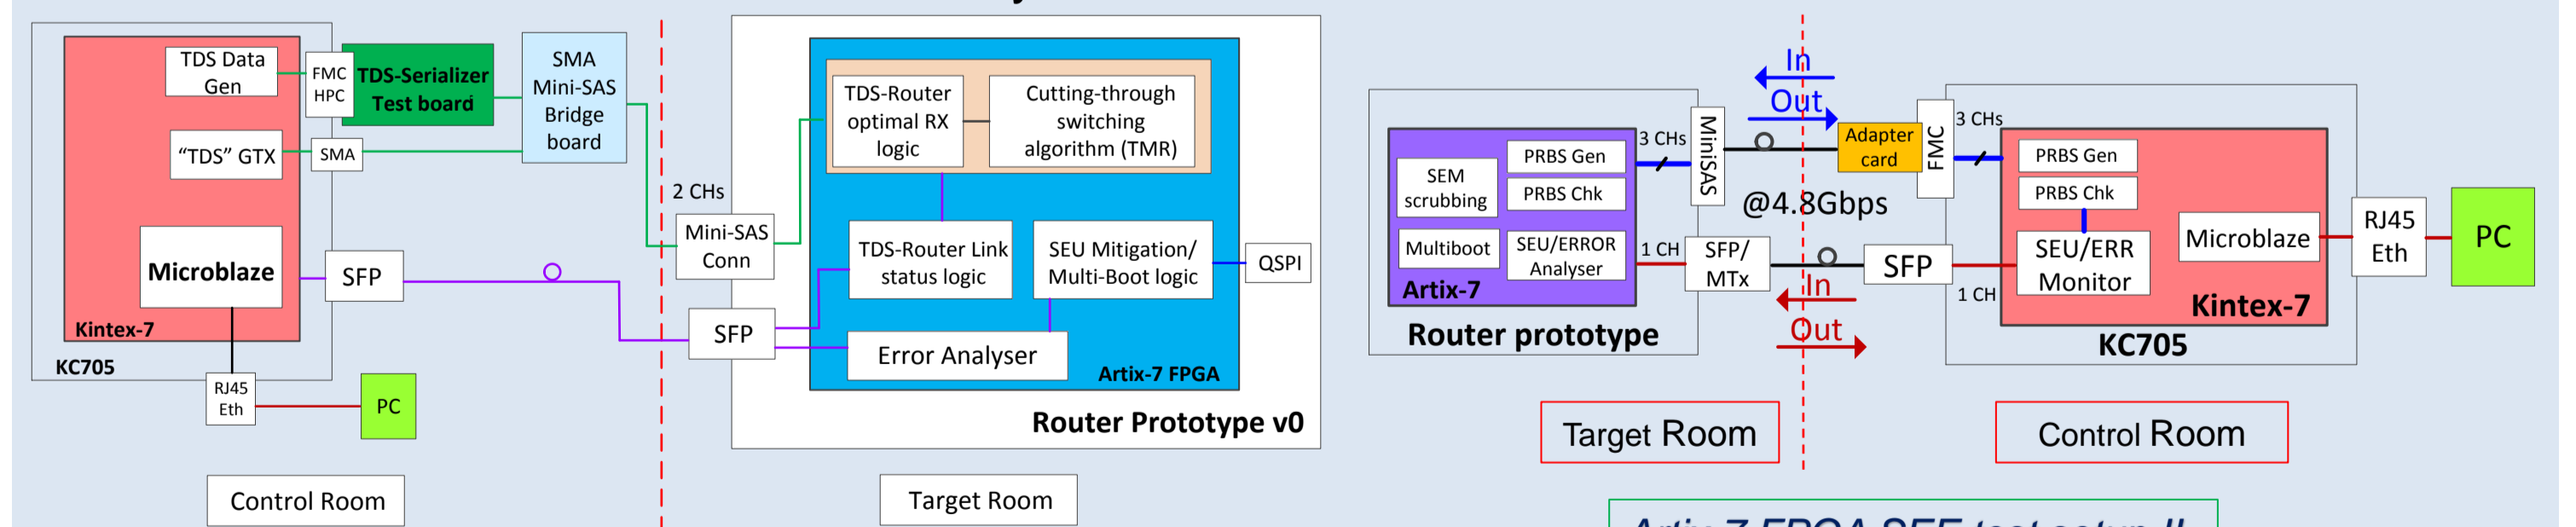 TDS Data
Gen
FMC
HPC
TDS-Serializer
Test board
SMA
Mini-SAS
Bridge
board
“TDS” GTX
SMA
Microblaze
SFP
Kintex-7
KC705
RJ45
Eth
PC
Control Room
2 CHs
Mini-SAS
Conn
SFP
TDS-Router
optimal RX
logic
Cutting-through
switching
algorithm (TMR)
TDS-Router Link
status logic
SEU Mitigation/
Multi-Boot logic
QSPI
Error Analyser
Artix-7 FPGA
Router Prototype v0
Target Room
SEM
scrubbing
PRBS Gen
PRBS Chk
Multiboot
SEU/ERROR
Analyser
Artix-7
Router prototype
3 CHs
MiniSAS
1 CH
SFP/
MTx
In
Out
@4.8Gbps
In
Out
Adapter
card
FMC
3 CHs
SFP
1 CH
PRBS Gen
PRBS Chk
SEU/ERR
Monitor
Microblaze
Kintex-7
KC705
RJ45
Eth
PC
Target Room
Control Room